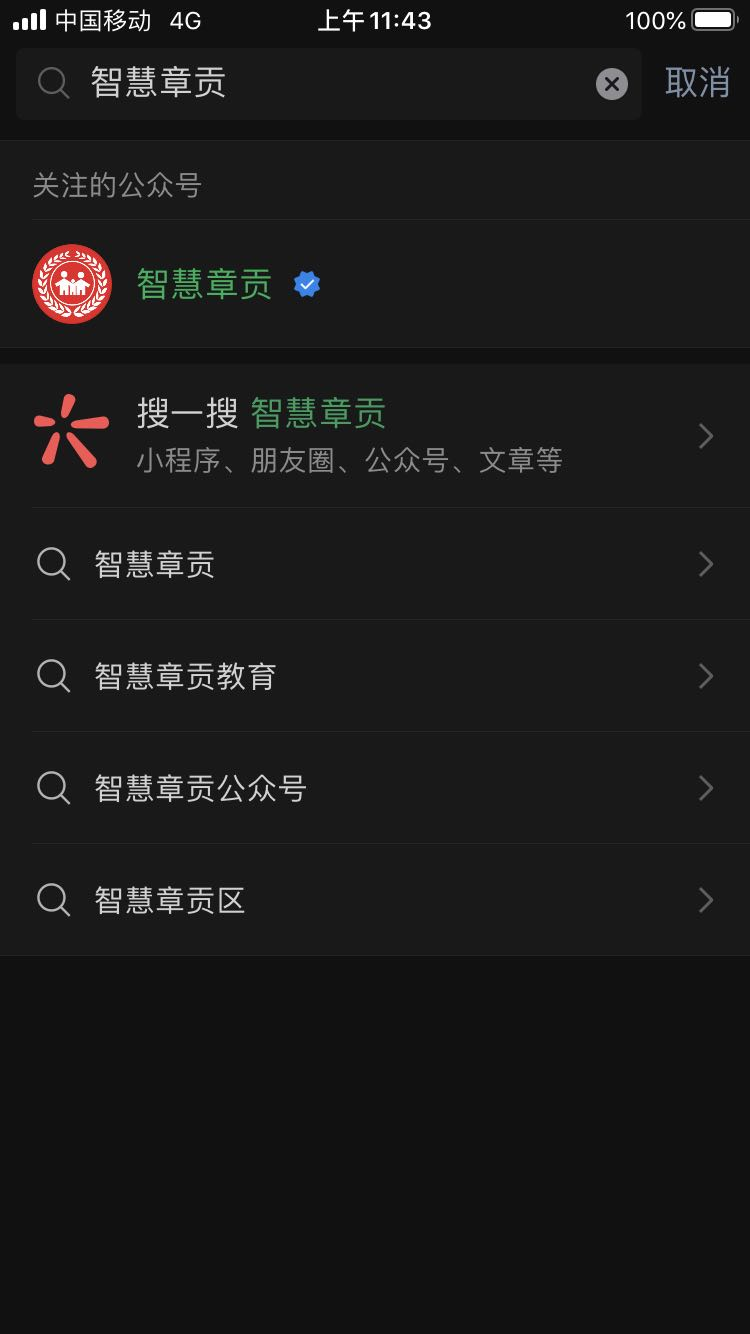 中国移动 4G 上午11:43 100%
智慧章贡 取消
关注的公众号
智慧章贡
搜一搜 智慧章贡
小程序、朋友圈、公众号、文章等
智慧章贡
智慧章贡教育
智慧章贡公众号
智慧章贡区